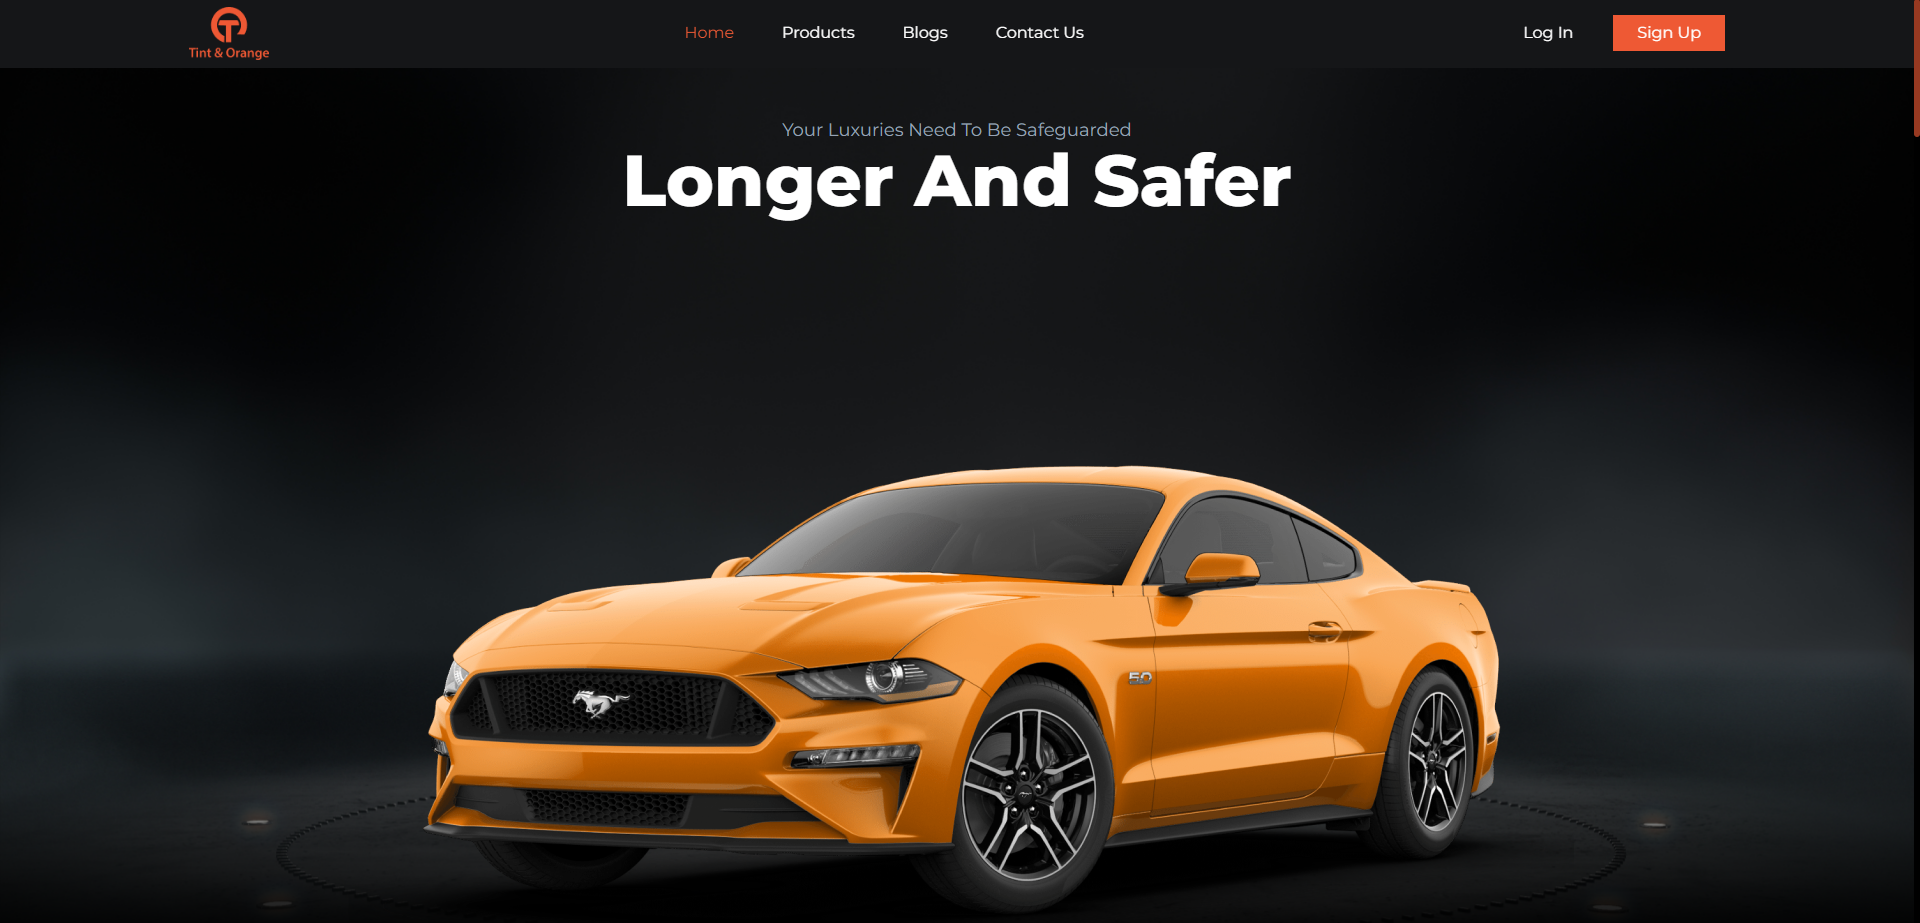 Tint & Orange
Home
Products
Blogs
Contact Us
Log In
Sign Up
Your Luxuries Need To Be Safeguarded
Longer And Safer
5.0